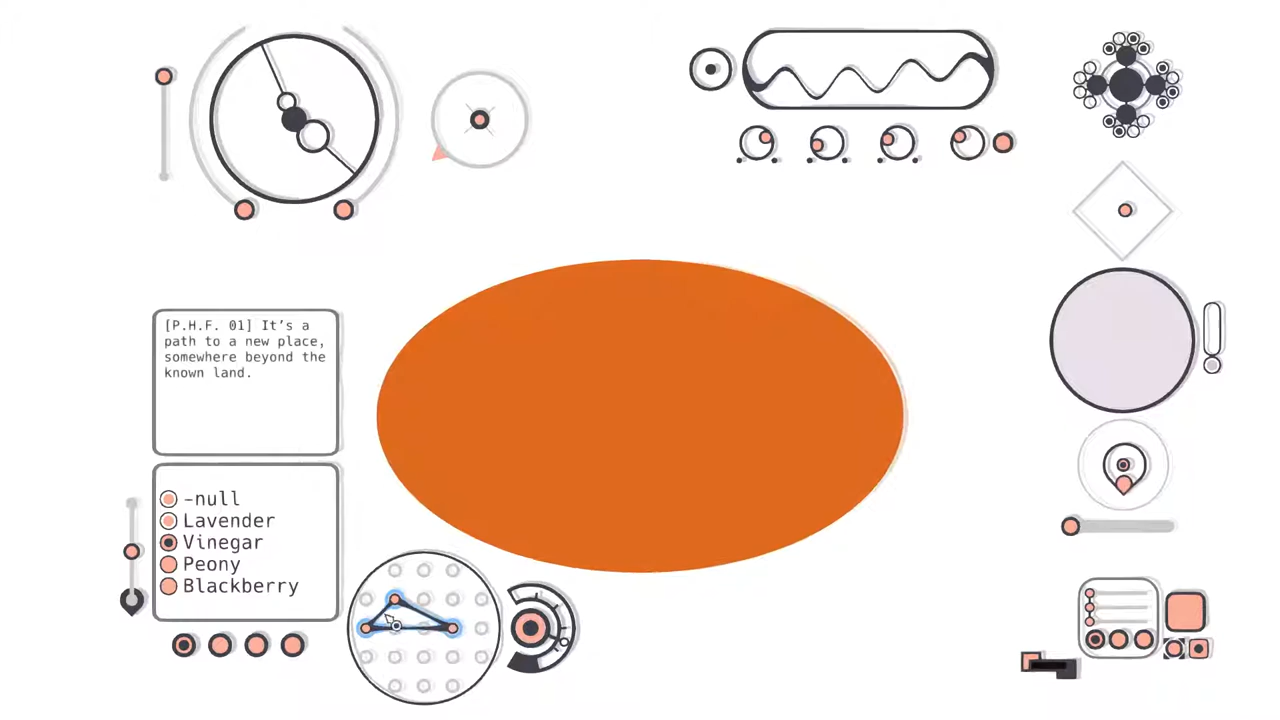 [P.H.F. 01] It’s a
path to a new place,
somewhere beyond the
known land.
-null
Lavender
Vinegar
Peony
Blackberry